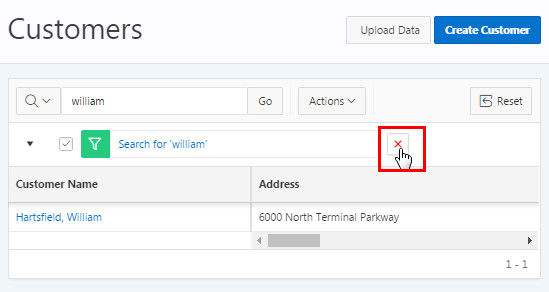 Customers
Upload Data
Create Customer
william
Go
Actions
Reset
Search for 'william'
Customer Name Address
Hartsfield, William 6000 North Terminal Parkway
1 - 1